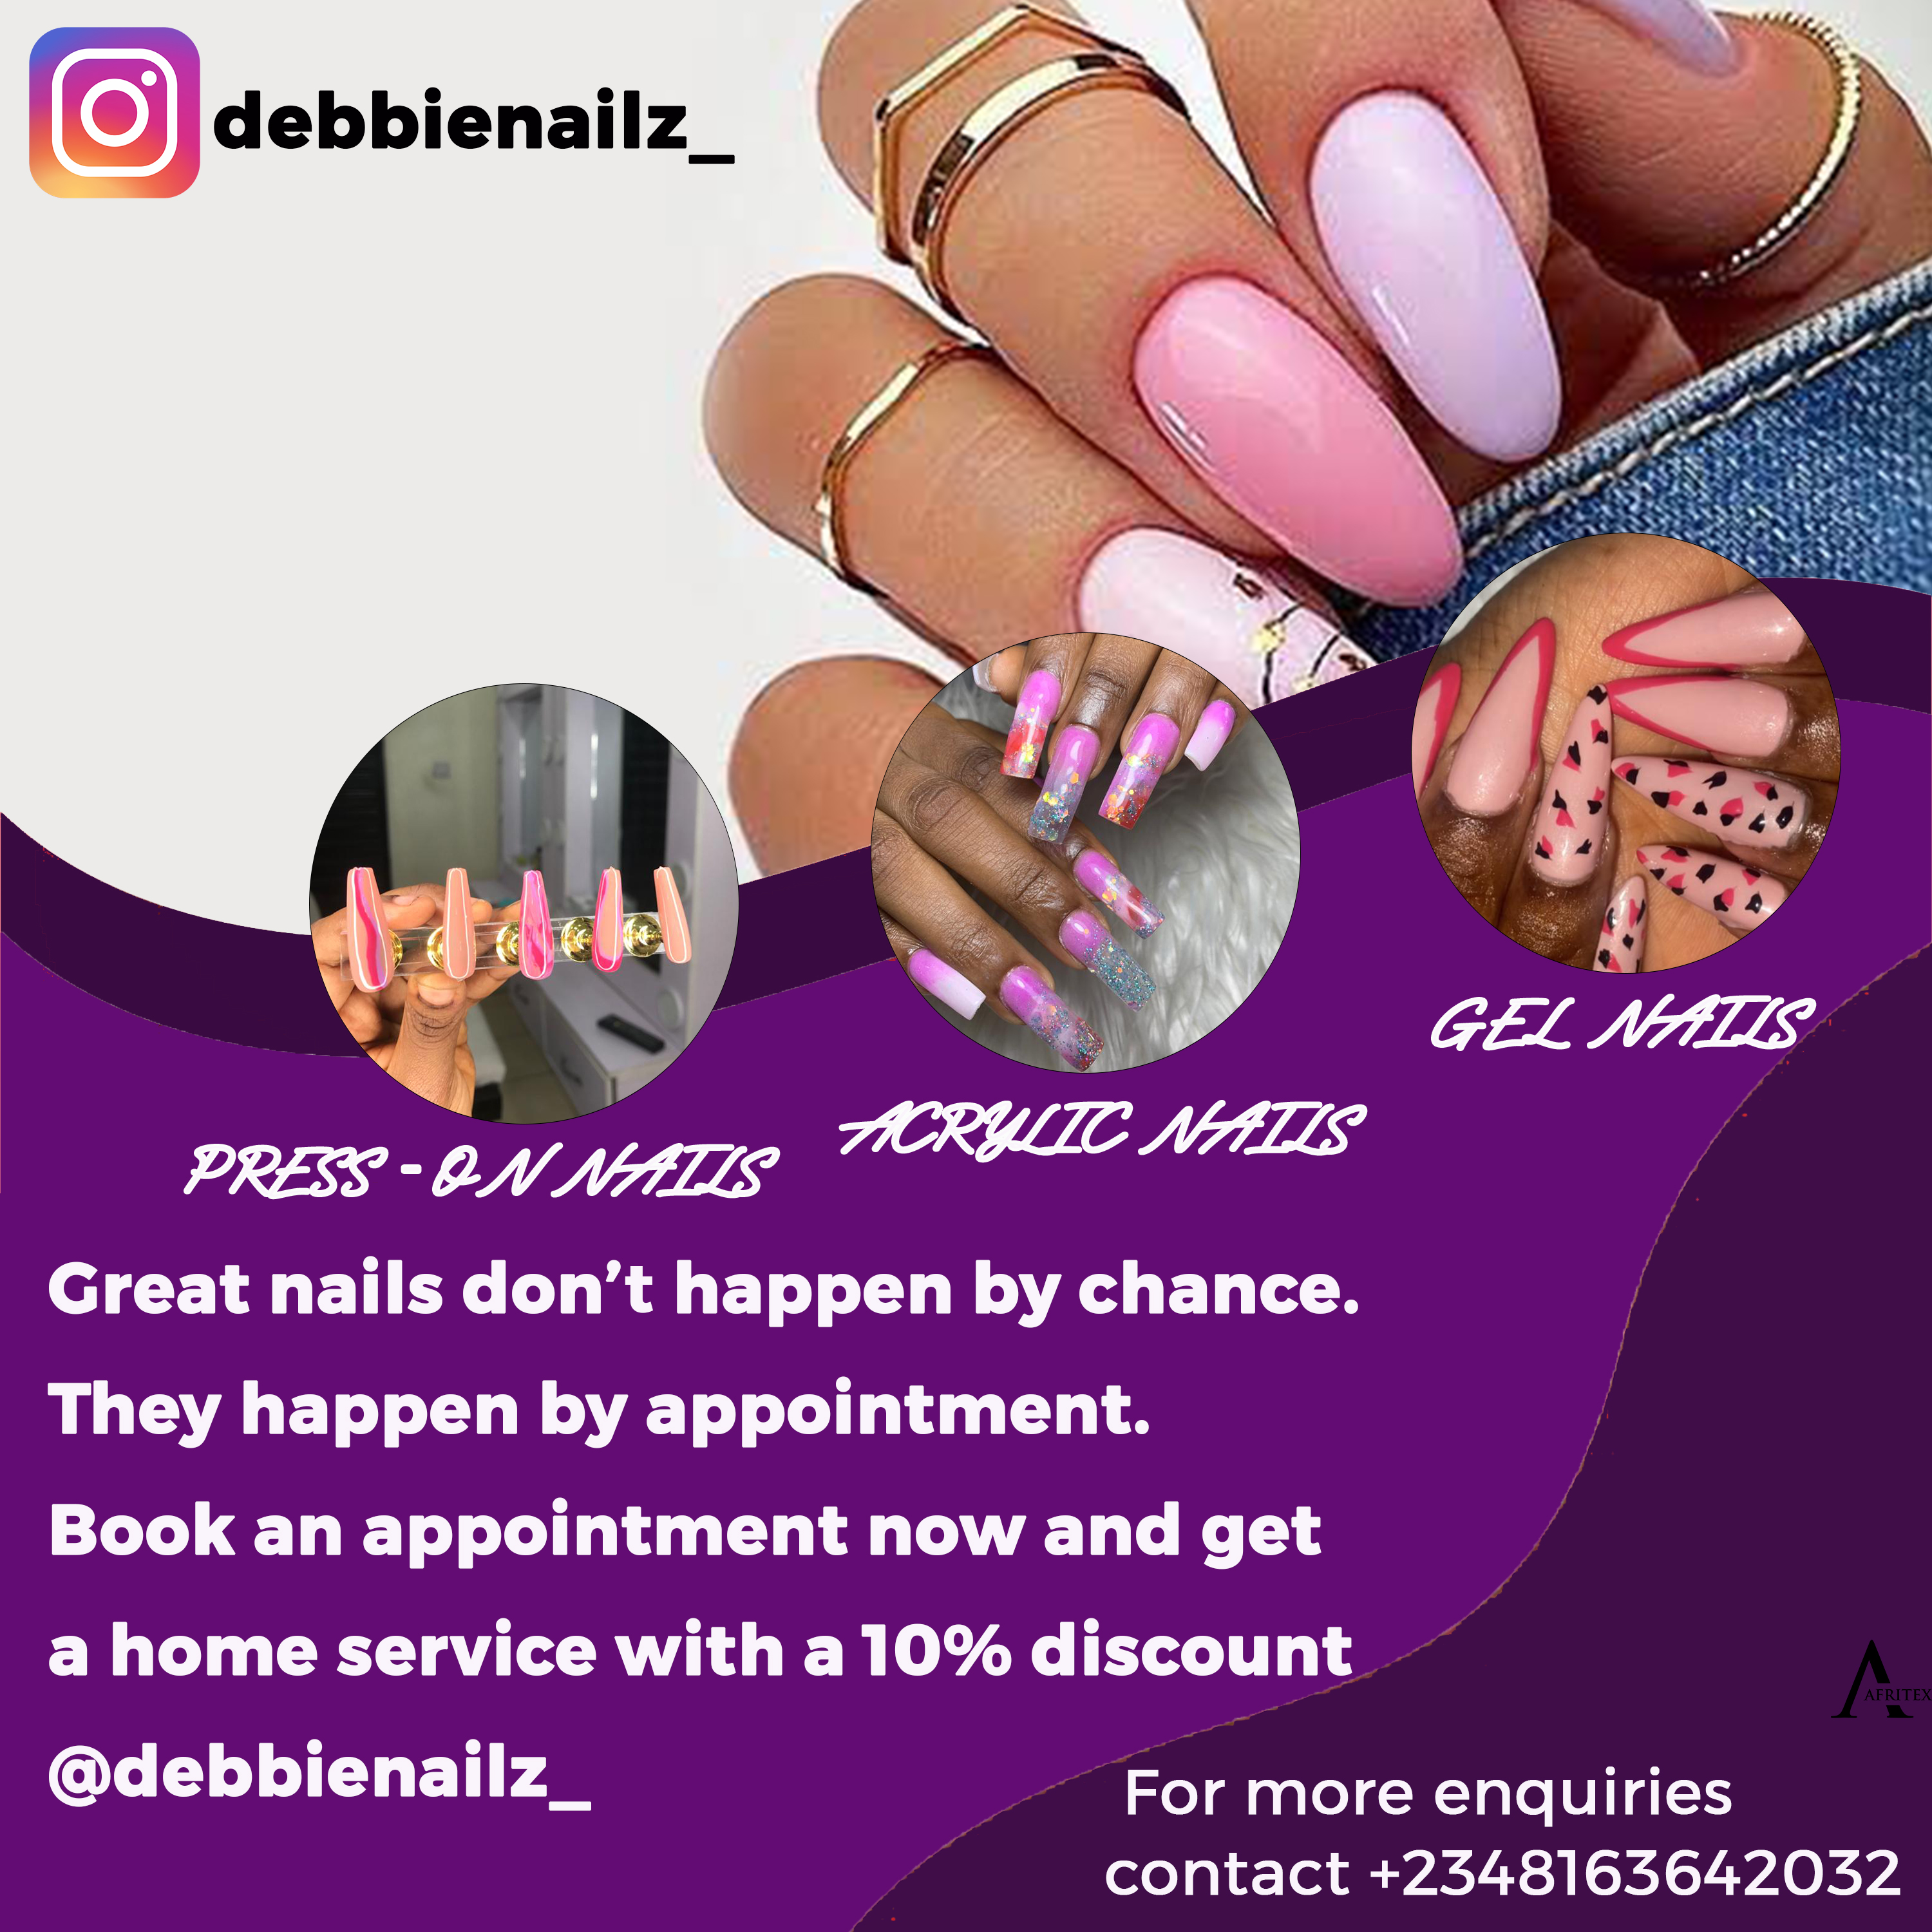 debbienailz_
GEL NAILS
ACRYLIC NAILS
PRESS - ON NAILS
Great nails don’t happen by chance.
They happen by appointment.
Book an appointment now and get
a home service with a 10% discount
@debbienailz_
AFRITEX
For more enquiries
contact +2348163642032